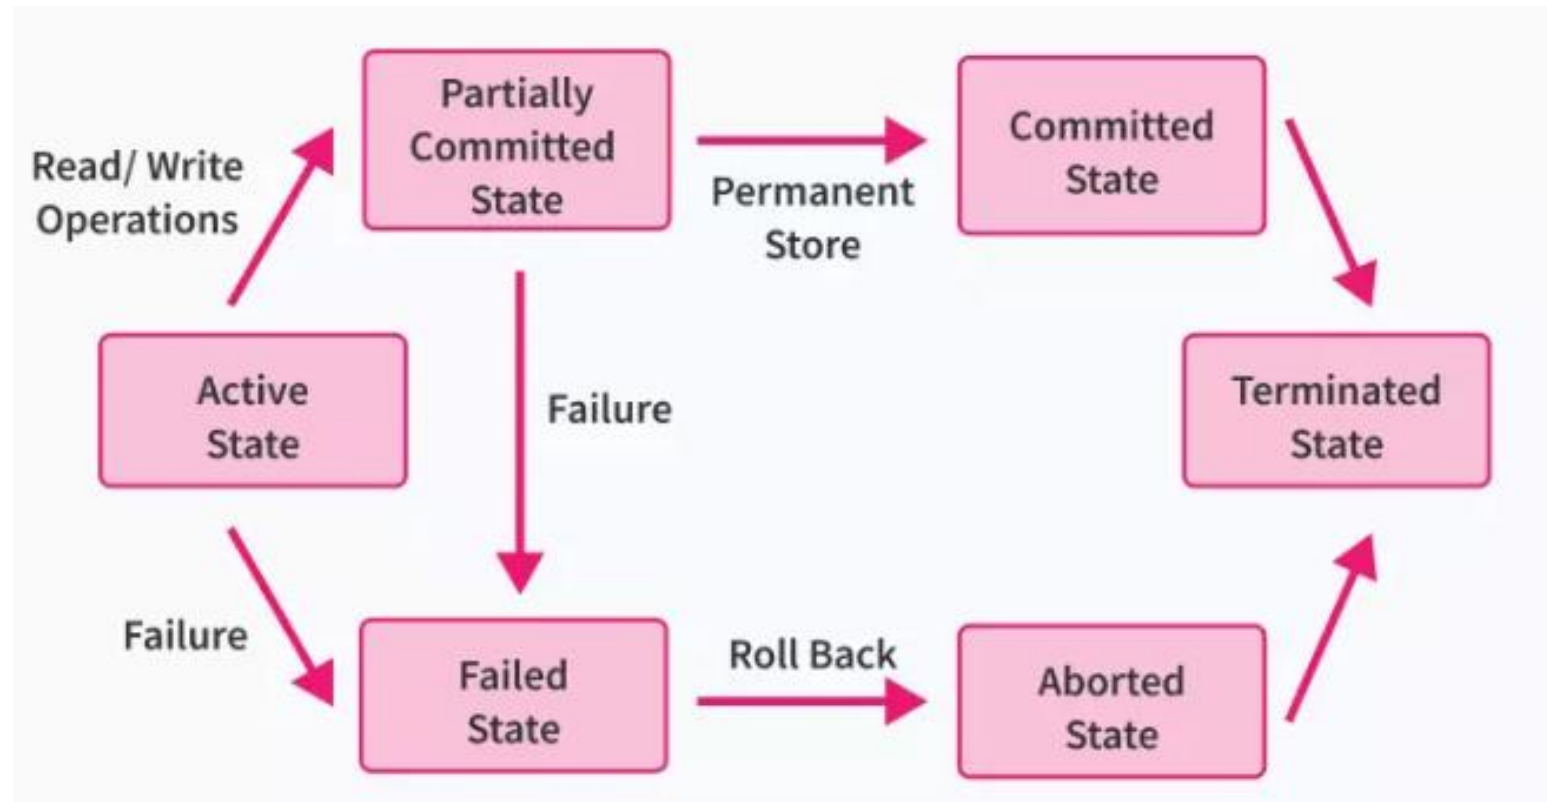 Partially
Committed
State
Committed
State
Read/ Write
Operations
Permanent
Store
Active
State
Failure
Terminated
State
Failure
Failed
State
Roll Back
Aborted
State